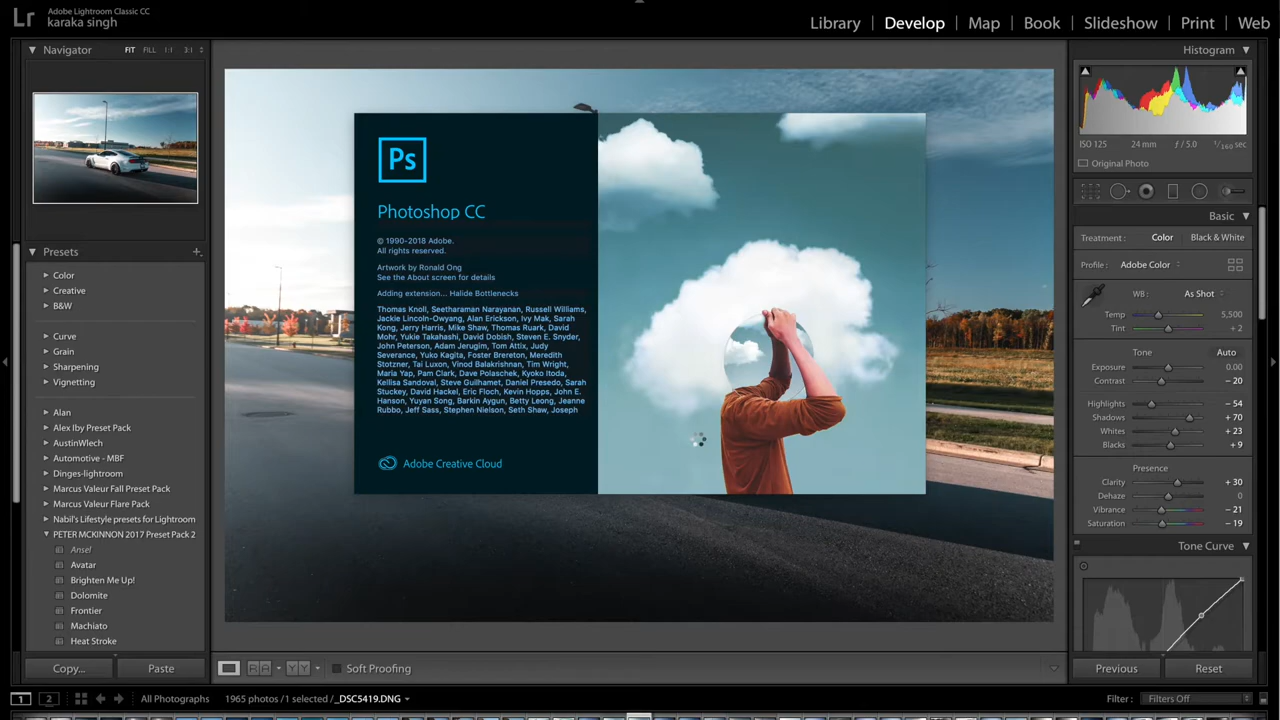 Lr
Adobe Lightroom Classic CC
karaka singh
Library | Develop | Map | Book | Slideshow | Print | Web
Navigator FIT FILL 1:1 3:1
Presets +
Color
Creative
B&W
Curve
Grain
Sharpening
Vignetting
Alan
Alex Iby Preset Pack
AustinWlech
Automotive - MBF
Dinges-lightroom
Marcus Valeur Fall Preset Pack
Marcus Valeur Flare Pack
Nabil's Lifestyle presets for Lightroom
PETER MCKINNON 2017 Preset Pack 2
Ansel
Avatar
Brighten Me Up!
Dolomite
Frontier
Machiato
Heat Stroke
Copy... Paste
Ps
Photoshop CC
© 1990-2018 Adobe.
All rights reserved.
Artwork by Ronald Ong
See the About screen for details
Adding extension... Halide Bottlenecks
Thomas Knoll, Seetharaman Narayanan, Russell Williams,
Jackie Lincoln-Owyang, Alan Erickson, Ivy Mak, Sarah
Kong, Jerry Harris, Mike Shaw, Thomas Ruark, David
Mohr, Yukie Takahashi, David Dobish, Steven E. Snyder,
John Peterson, Adam Jerugim, Tom Attix, Judy
Severance, Yuko Kagita, Foster Brereton, Meredith
Stotzner, Tai Luxon, Vinod Balakrishnan, Tim Wright,
Maria Yap, Pam Clark, Dave Polaschek, Kyoko Itoda,
Kellisa Sandoval, Steve Guilhamet, Daniel Presedo, Sarah
Stuckey, David Hackel, Eric Floch, Kevin Hopps, John E.
Hanson, Yuyan Song, Barkin Aygun, Betty Leong, Jeanne
Rubbo, Jeff Sass, Stephen Nielson, Seth Shaw, Joseph
Adobe Creative Cloud
RA YY Soft Proofing
Histogram
ISO 125 24 mm ƒ / 5.0 1/160 sec
Original Photo
Basic
Treatment : Color Black & White
Profile : Adobe Color
WB : As Shot
Temp 5,500
Tint + 2
Tone Auto
Exposure 0.00
Contrast – 20
Highlights – 54
Shadows + 70
Whites + 23
Blacks + 9
Presence
Clarity + 30
Dehaze 0
Vibrance – 21
Saturation – 19
Tone Curve
Previous Reset
1 2 All Photographs 1965 photos / 1 selected / _DSC5419.DNG
Filter : Filters Off